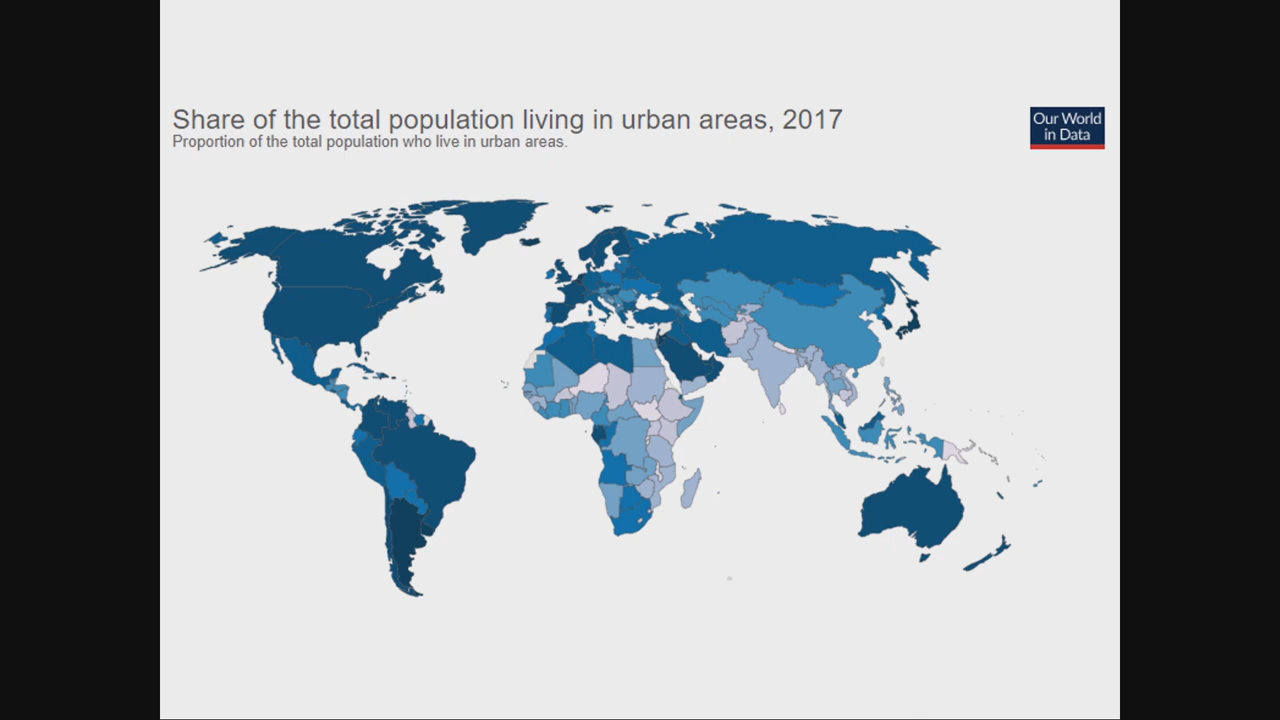 Share of the total population living in urban areas, 2017
Proportion of the total population who live in urban areas.
Our World
in Data